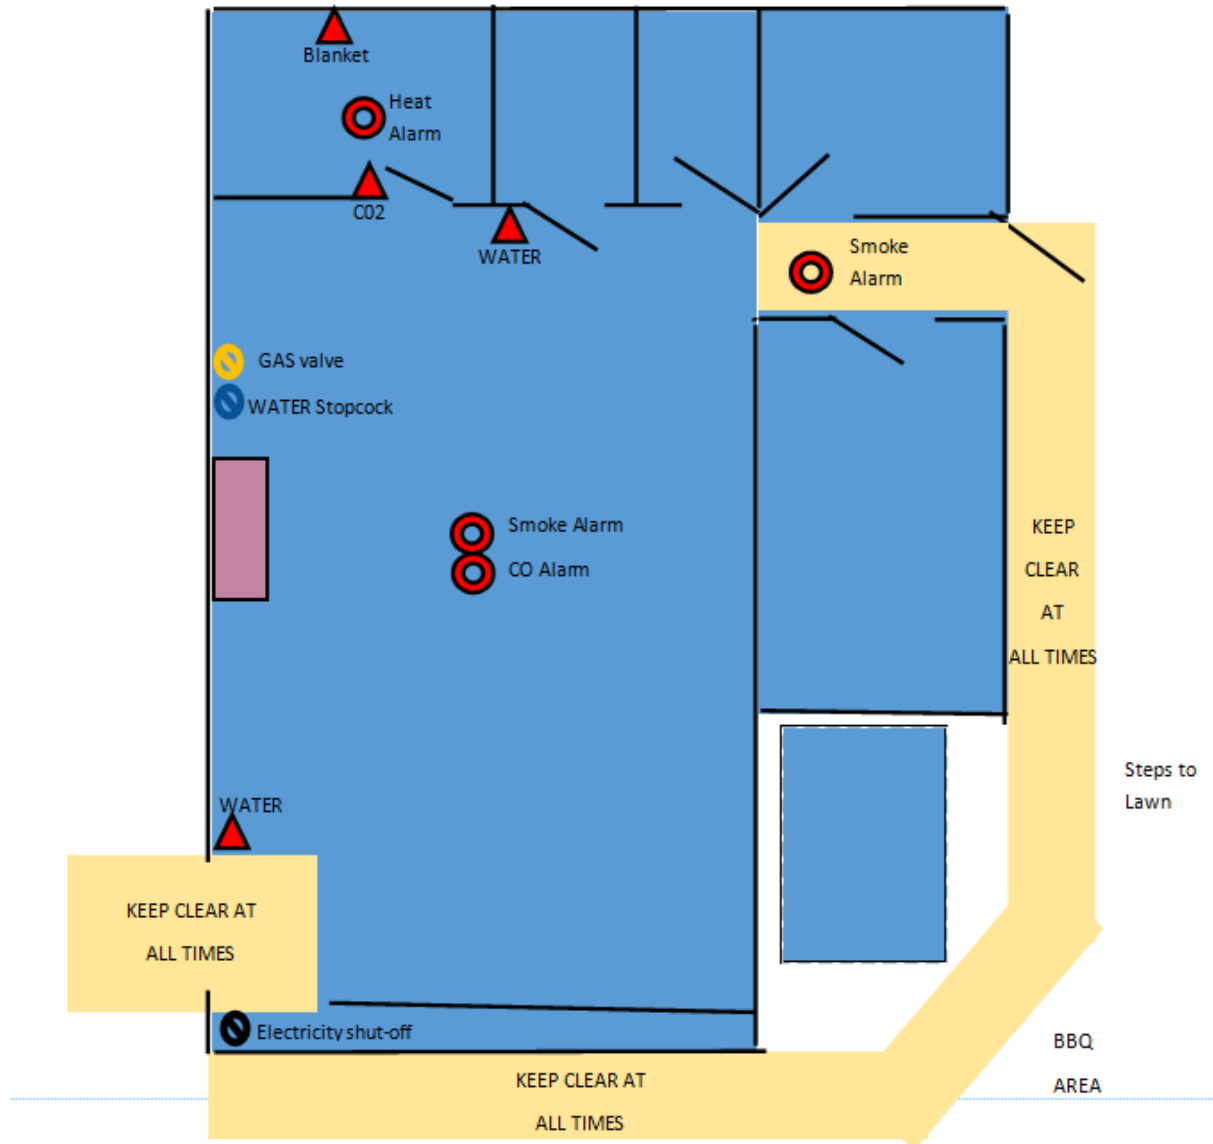 Blanket
Heat
Alarm
C02
WATER
Smoke
Alarm
GAS valve
WATER Stopcock
Smoke Alarm
CO Alarm
KEEP
CLEAR
AT
ALL TIMES
Steps to
Lawn
WATER
KEEP CLEAR AT
ALL TIMES
Electricity shut-off
BBQ
AREA
KEEP CLEAR AT
ALL TIMES